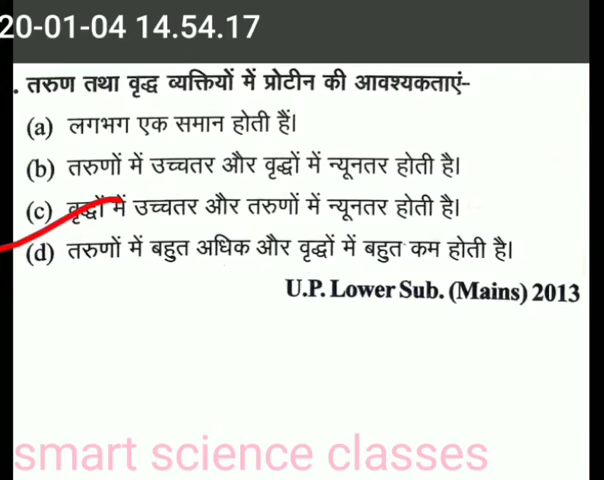 20-01-04 14.54.17
. तरुण तथा वृद्ध व्यक्तियों में प्रोटीन की आवश्यकताएं-
(a) लगभग एक समान होती हैं।
(b) तरुणों में उच्चतर और वृद्धों में न्यूनतर होती है।
(c) वृद्धों में उच्चतर और तरुणों में न्यूनतर होती है।
(d) तरुणों में बहुत अधिक और वृद्धों में बहुत कम होती है।
U.P. Lower Sub. (Mains) 2013
smart science classes